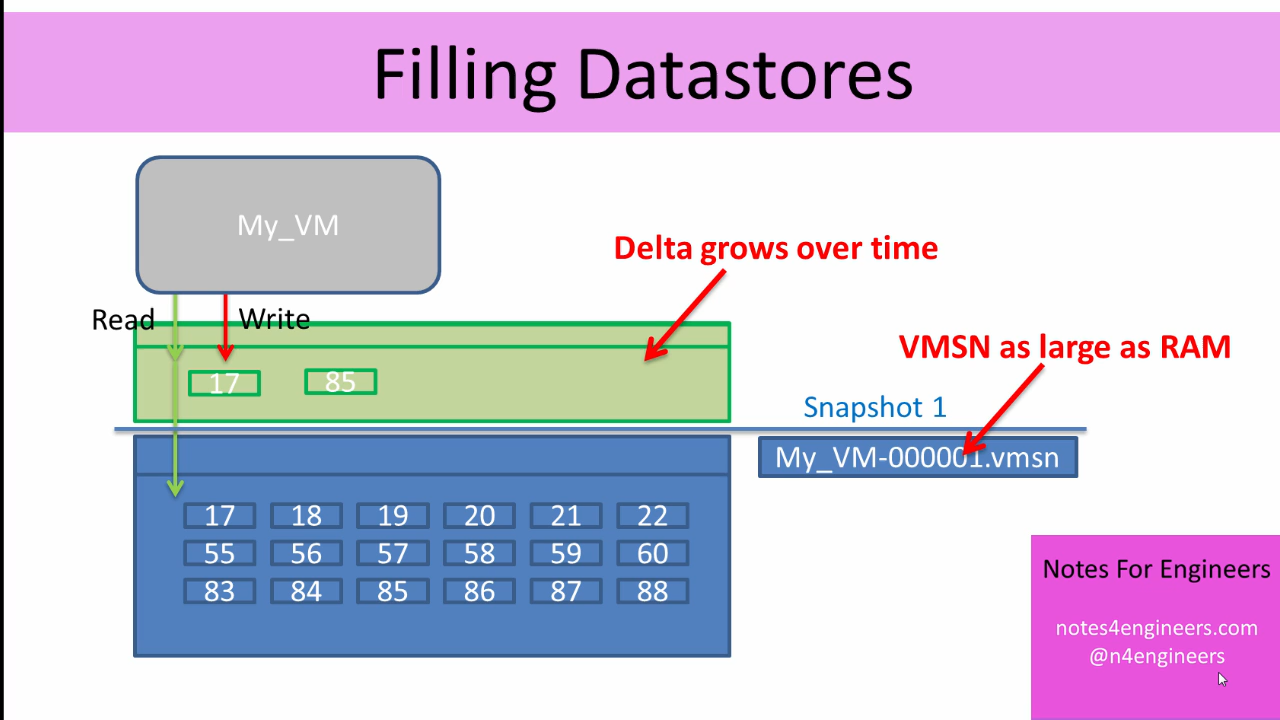 Filling Datastores
My_VM
Delta grows over time
Read
Write
VMSN as large as RAM
17 85
Snapshot 1
My_VM-000001.vmsn
17 18 19 20 21 22
55 56 57 58 59 60
83 84 85 86 87 88
Notes For Engineers
notes4engineers.com
@n4engineers